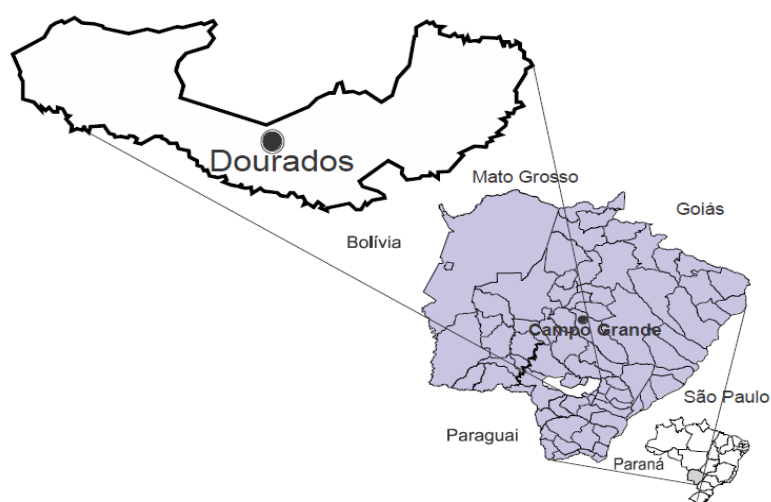 Dourados
Mato Grosso
Goiás
Bolívia
Campo Grande
São Paulo
Paraguai
Paraná